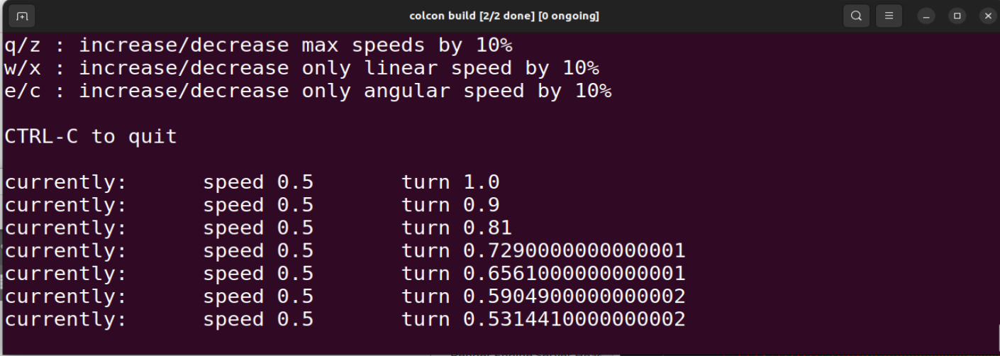 colcon build [2/2 done] [0 ongoing]
q/z : increase/decrease max speeds by 10%
w/x : increase/decrease only linear speed by 10%
e/c : increase/decrease only angular speed by 10%
CTRL-C to quit
currently: speed 0.5 turn 1.0
currently: speed 0.5 turn 0.9
currently: speed 0.5 turn 0.81
currently: speed 0.5 turn 0.7290000000000001
currently: speed 0.5 turn 0.6561000000000001
currently: speed 0.5 turn 0.5904900000000002
currently: speed 0.5 turn 0.5314410000000002